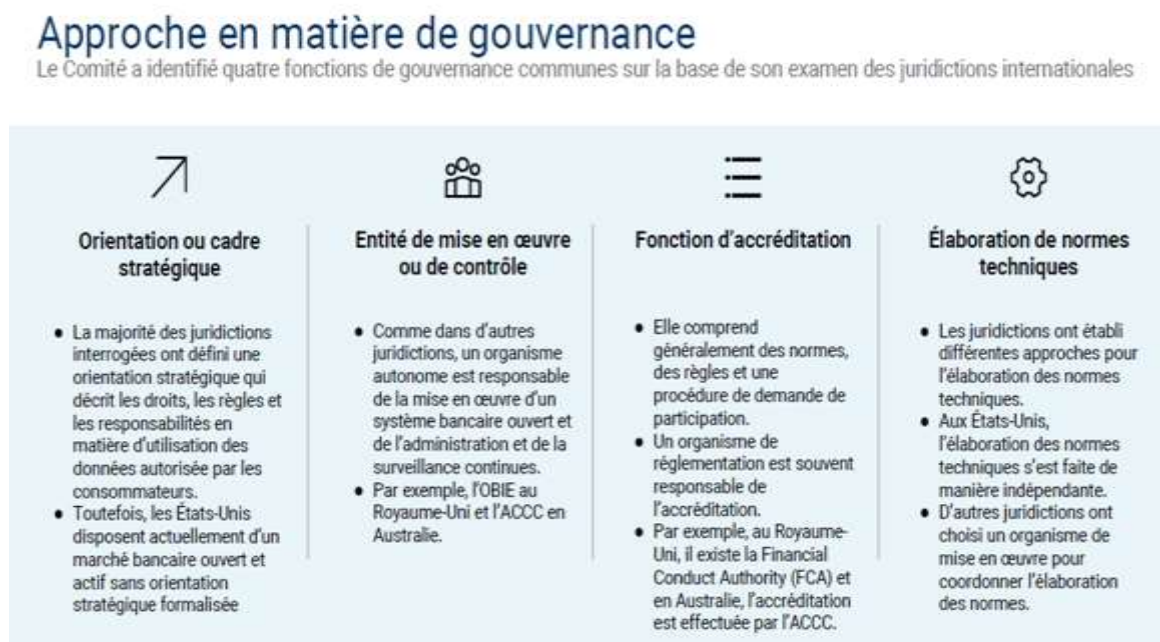 Approche en matière de gouvernance
Le Comité a identifié quatre fonctions de gouvernance communes sur la base de son examen des juridictions internationales
Orientation ou cadre
stratégique
● La majorité des juridictions
interrogées ont défini une
orientation stratégique qui
décrit les droits, les règles et
les responsabilités en
matière d'utilisation des
données autorisée par les
consommateurs.
● Toutefois, les États-Unis
disposent actuellement d'un
marché bancaire ouvert et
actif sans orientation
stratégique formalisée
Entité de mise en œuvre
ou de contrôle
● Comme dans d'autres
juridictions, un organisme
autonome est responsable
de la mise en œuvre d'un
système bancaire ouvert et
de l'administration et de la
surveillance continues.
● Par exemple, l'OBIE au
Royaume-Uni et l'ACCC en
Australie.
Fonction d'accréditation
● Elle comprend
généralement des normes,
des règles et une
procédure de demande de
participation.
● Un organisme de
réglementation est souvent
responsable de
l'accréditation.
● Par exemple, au Royaume-
Uni, il existe la Financial
Conduct Authority (FCA) et
en Australie, l'accréditation
est effectuée par l'ACCC.
Élaboration de normes
techniques
● Les juridictions ont établi
différentes approches pour
l'élaboration des normes
techniques.
● Aux États-Unis,
l'élaboration des normes
techniques s'est faite de
manière indépendante.
● D'autres juridictions ont
choisi un organisme de
mise en œuvre pour
coordonner l'élaboration
des normes.